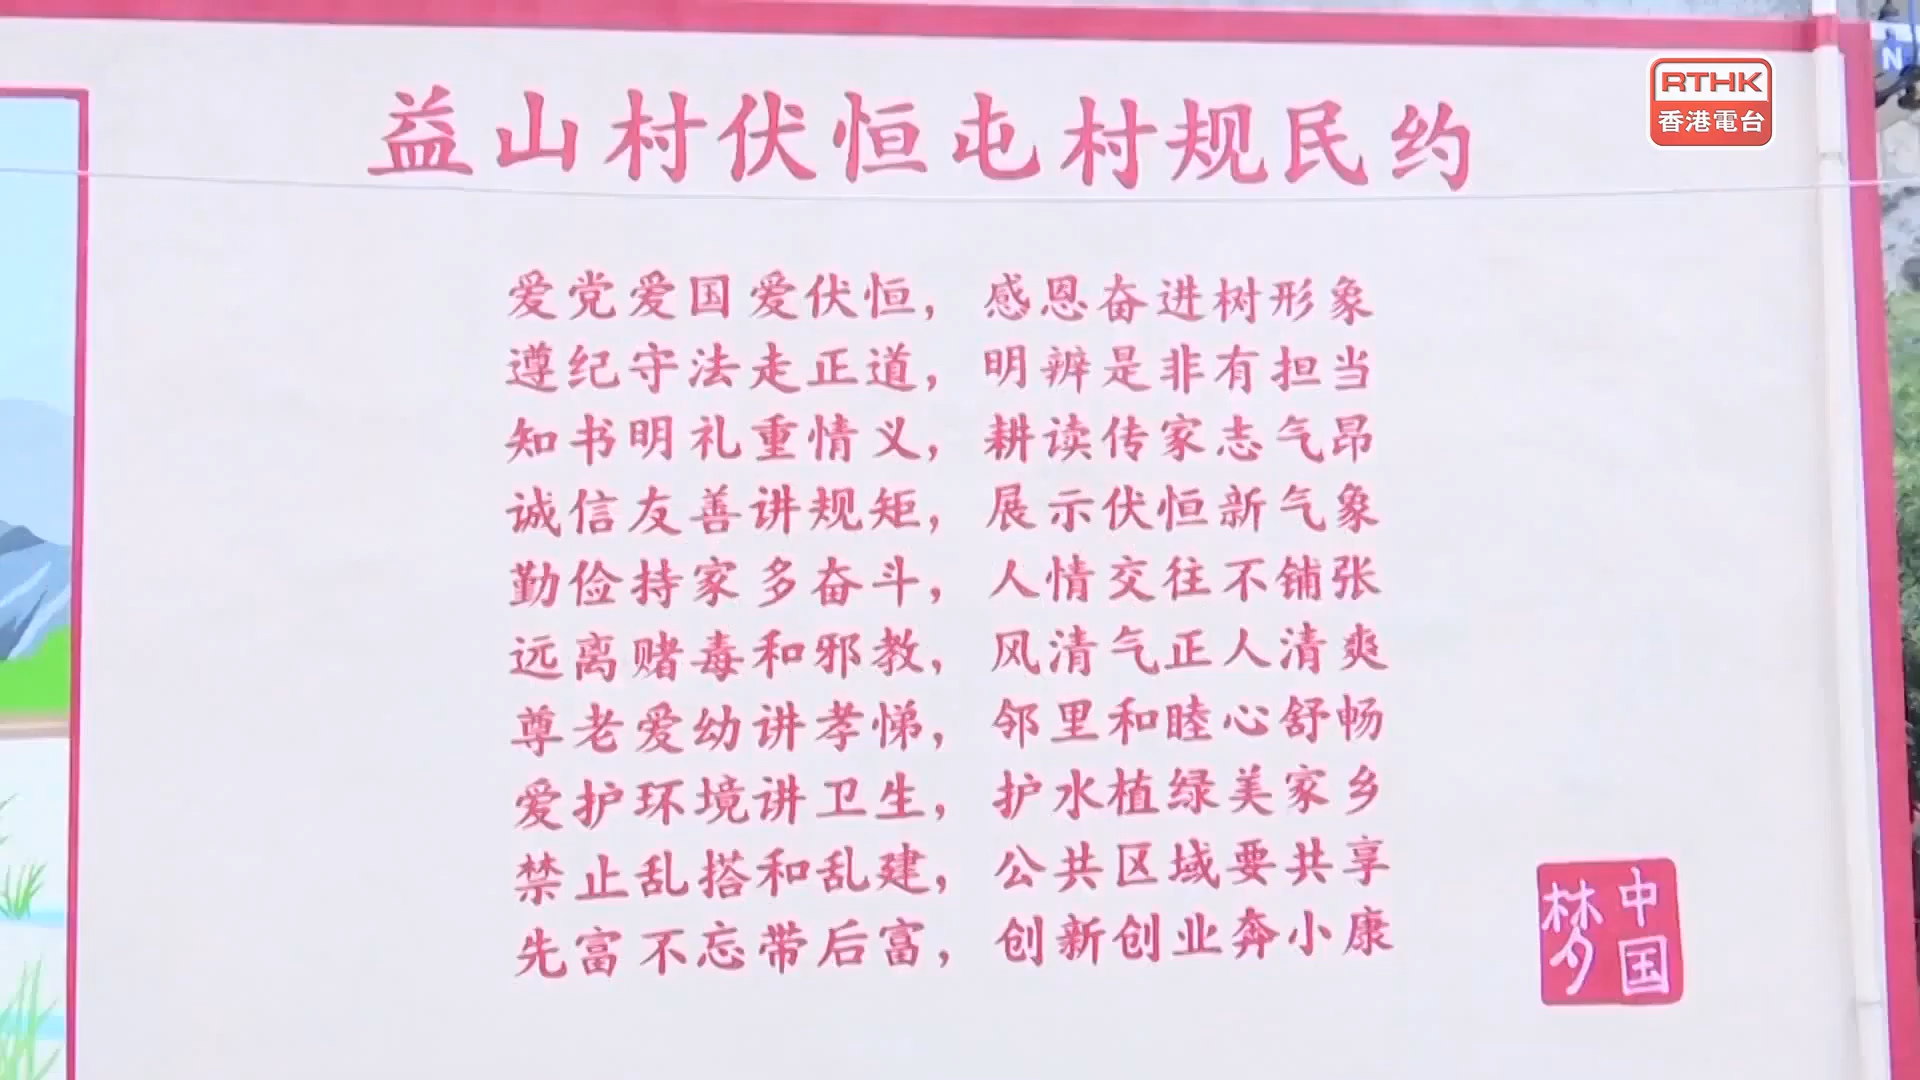 RTHK
香港電台
N
益山村伏恒屯村规民约
爱党爱国爱伏恒，感恩奋进树形象
遵纪守法走正道，明辨是非有担当
知书明礼重情义，耕读传家志气昂
诚信友善讲规矩，展示伏恒新气象
勤俭持家多奋斗，人情交往不铺张
远离赌毒和邪教，风清气正人清爽
尊老爱幼讲孝悌，邻里和睦心舒畅
爱护环境讲卫生，护水植绿美家乡
禁止乱搭和乱建，公共区域要共享
先富不忘带后富，创新创业奔小康
中国梦